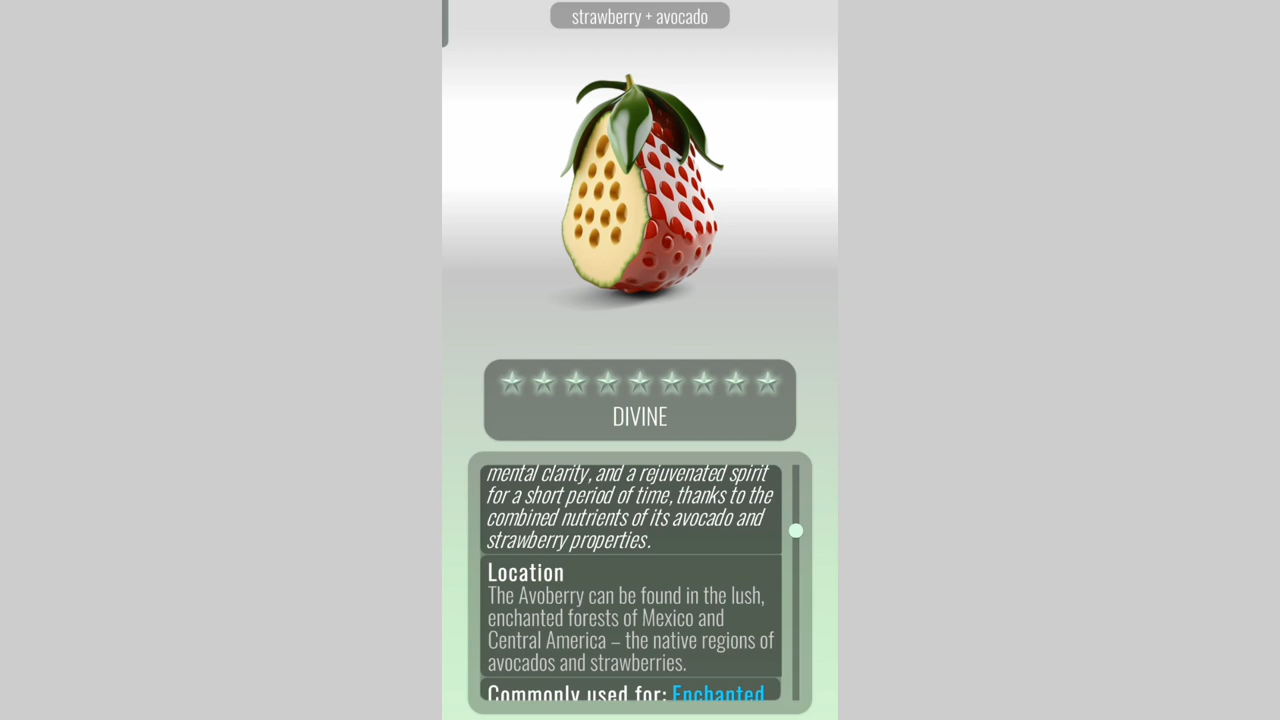 strawberry + avocado
DIVINE
mental clarity, and a rejuvenated spirit
for a short period of time, thanks to the
combined nutrients of its avocado and
strawberry properties.
Location
The Avoberry can be found in the lush,
enchanted forests of Mexico and
Central America – the native regions of
avocados and strawberries.
Commonly used for: Enchanted